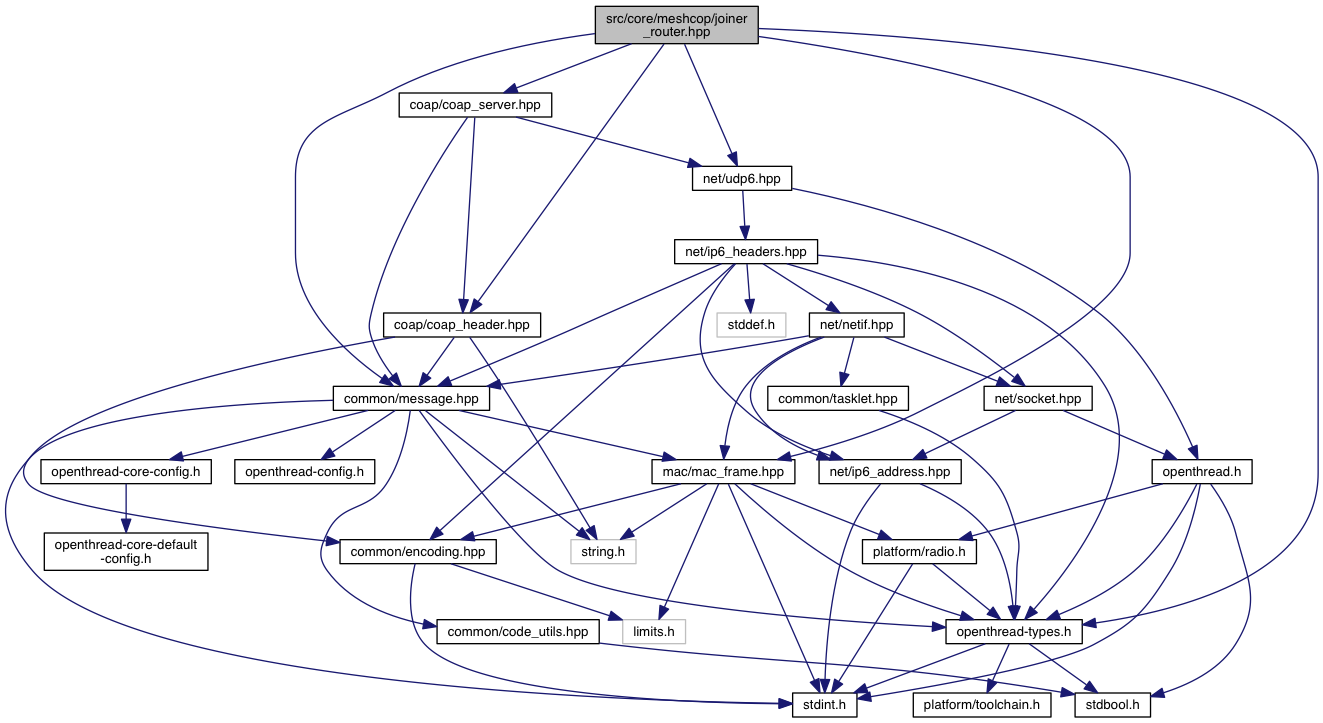 src/core/meshcop/joiner
_router.hpp
coap/coap_server.hpp
net/udp6.hpp
net/ip6_headers.hpp
coap/coap_header.hpp
stddef.h
net/netif.hpp
common/message.hpp
common/tasklet.hpp
net/socket.hpp
openthread-core-config.h
openthread-config.h
mac/mac_frame.hpp
net/ip6_address.hpp
openthread.h
openthread-core-default
-config.h
common/encoding.hpp
string.h
platform/radio.h
common/code_utils.hpp
limits.h
openthread-types.h
stdint.h
platform/toolchain.h
stdbool.h